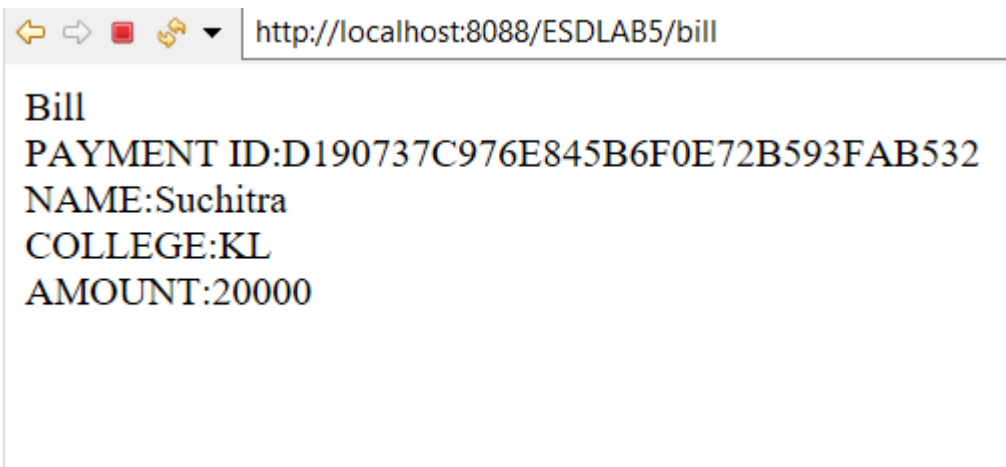 http://localhost:8088/ESDLAB5/bill
Bill
PAYMENT ID:D190737C976E845B6F0E72B593FAB532
NAME:Suchitra
COLLEGE:KL
AMOUNT:20000